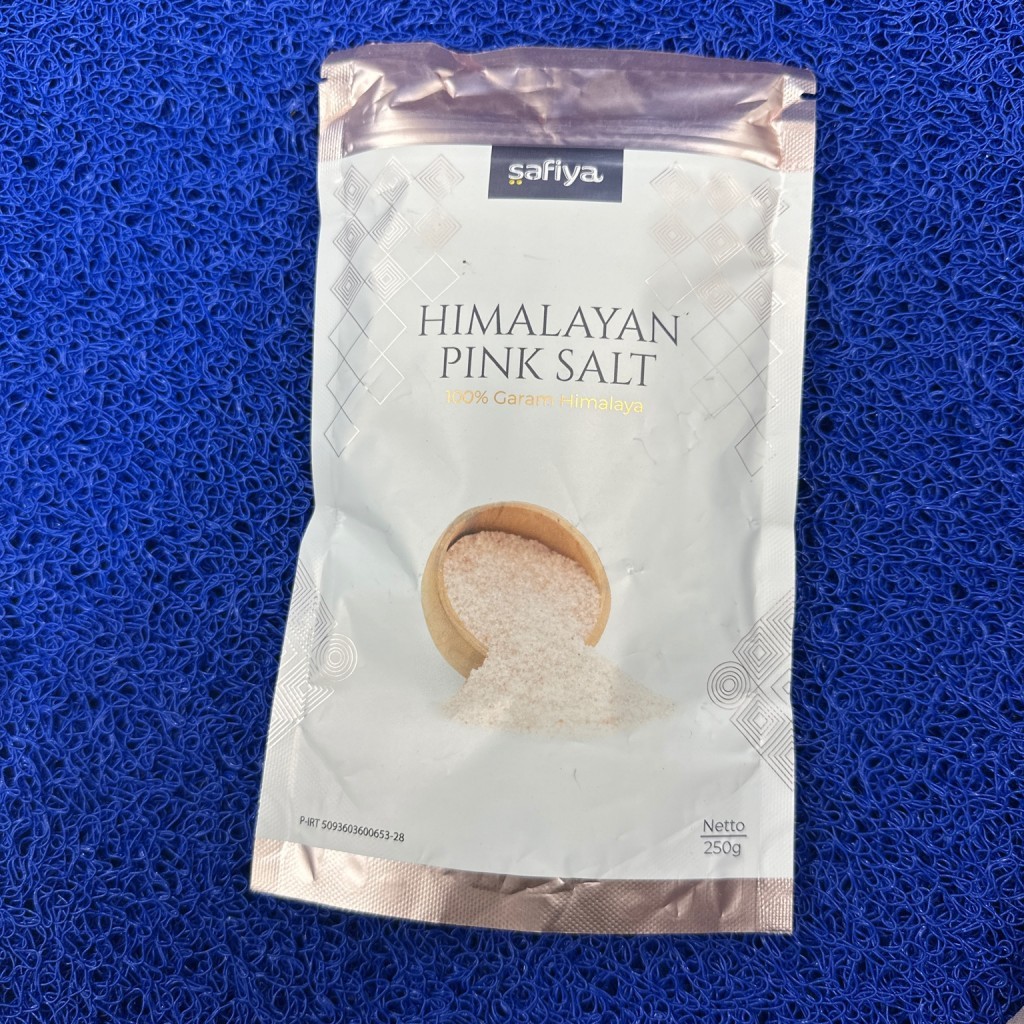 safiya
HIMALAYAN
PINK SALT
100% Garam Himalaya
P-IRT 5093603600653-28
Netto
250g